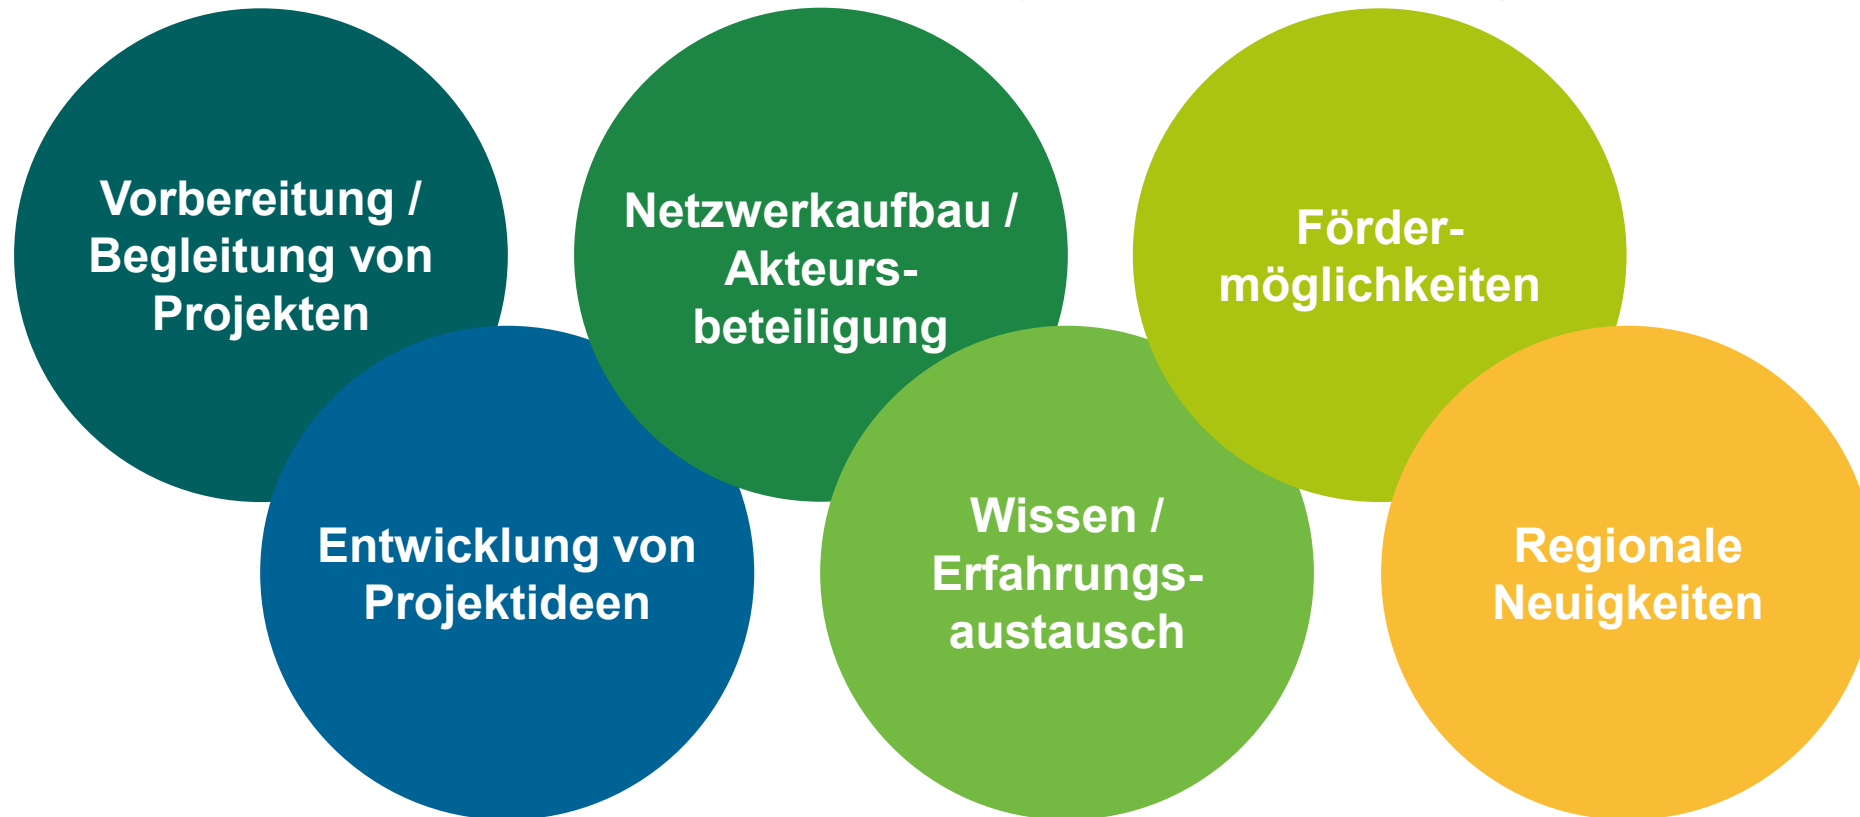 Vorbereitung /
Begleitung von
Projekten
Entwicklung von
Projektideen
Netzwerkaufbau /
Akteurs-
beteiligung
Wissen /
Erfahrungs-
austausch
Förder-
möglichkeiten
Regionale
Neuigkeiten